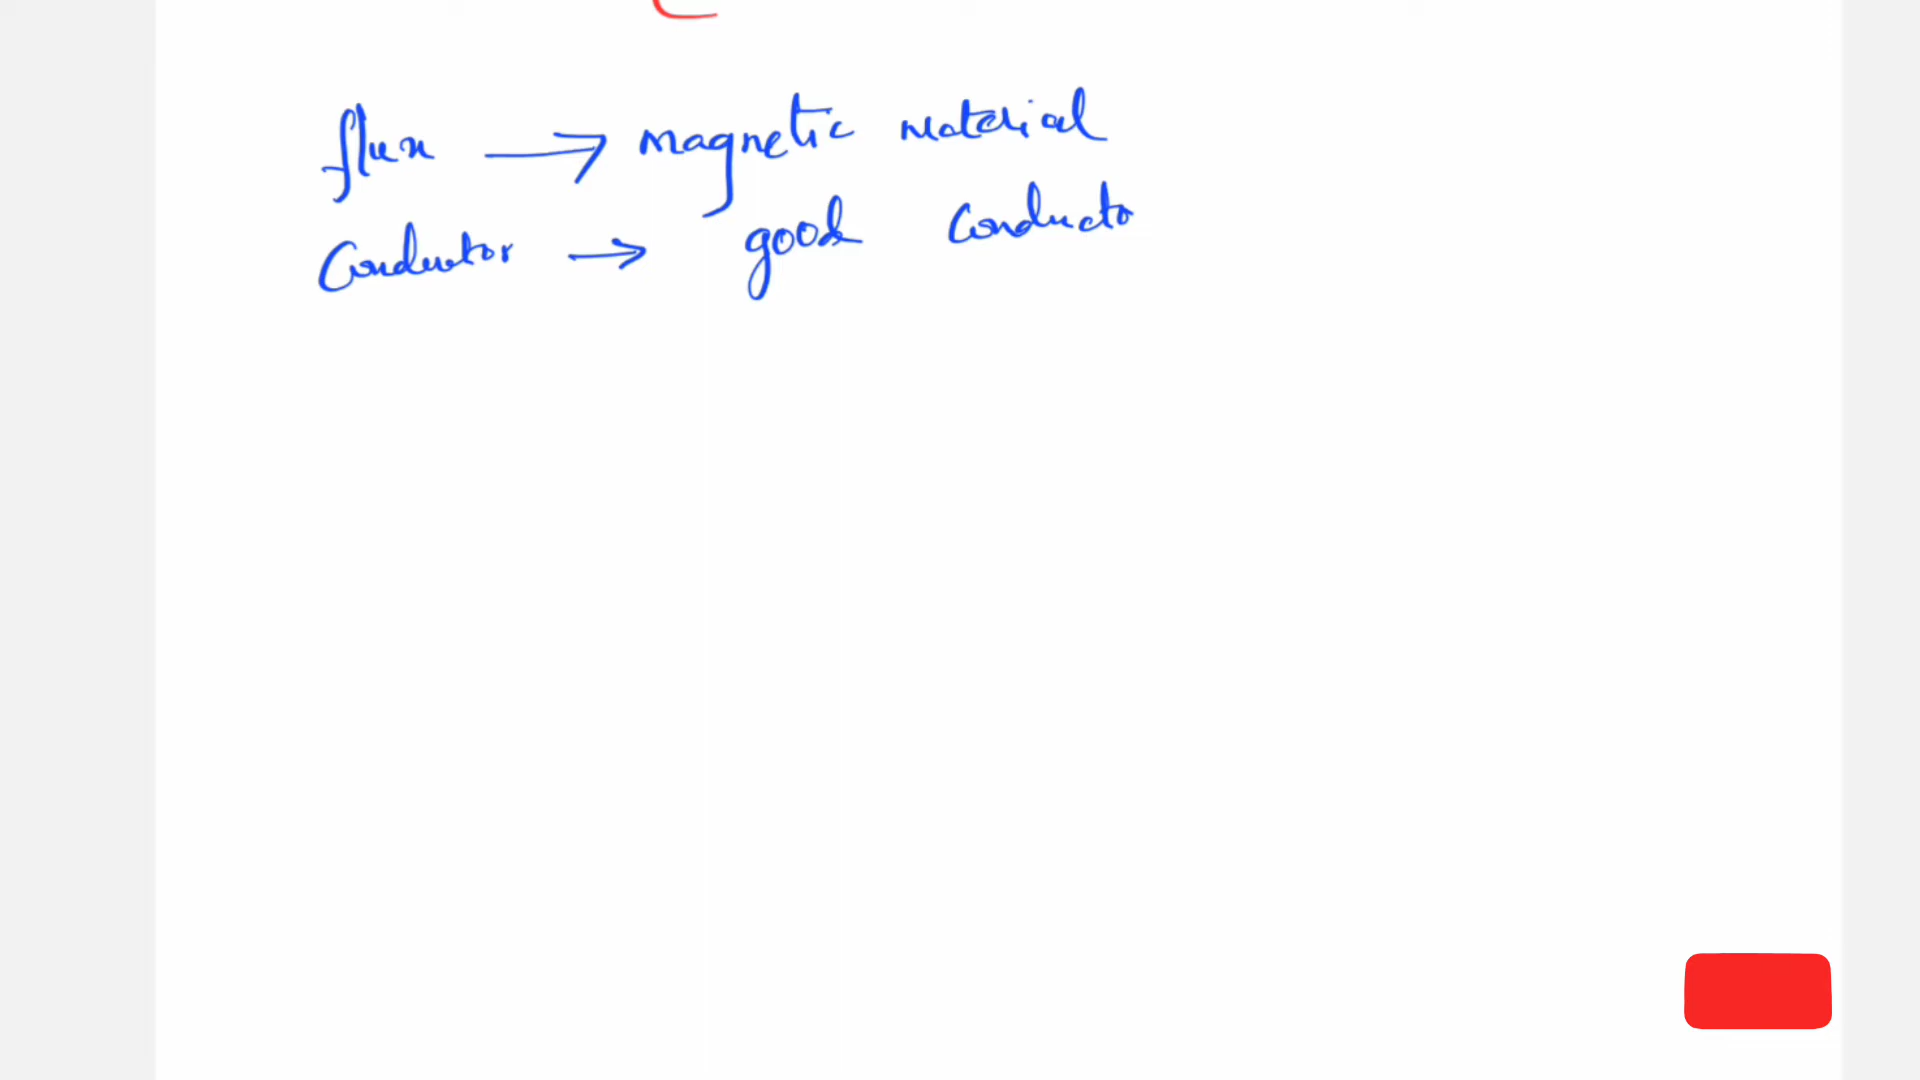 flux → magnetic material
Conductor → good conducto